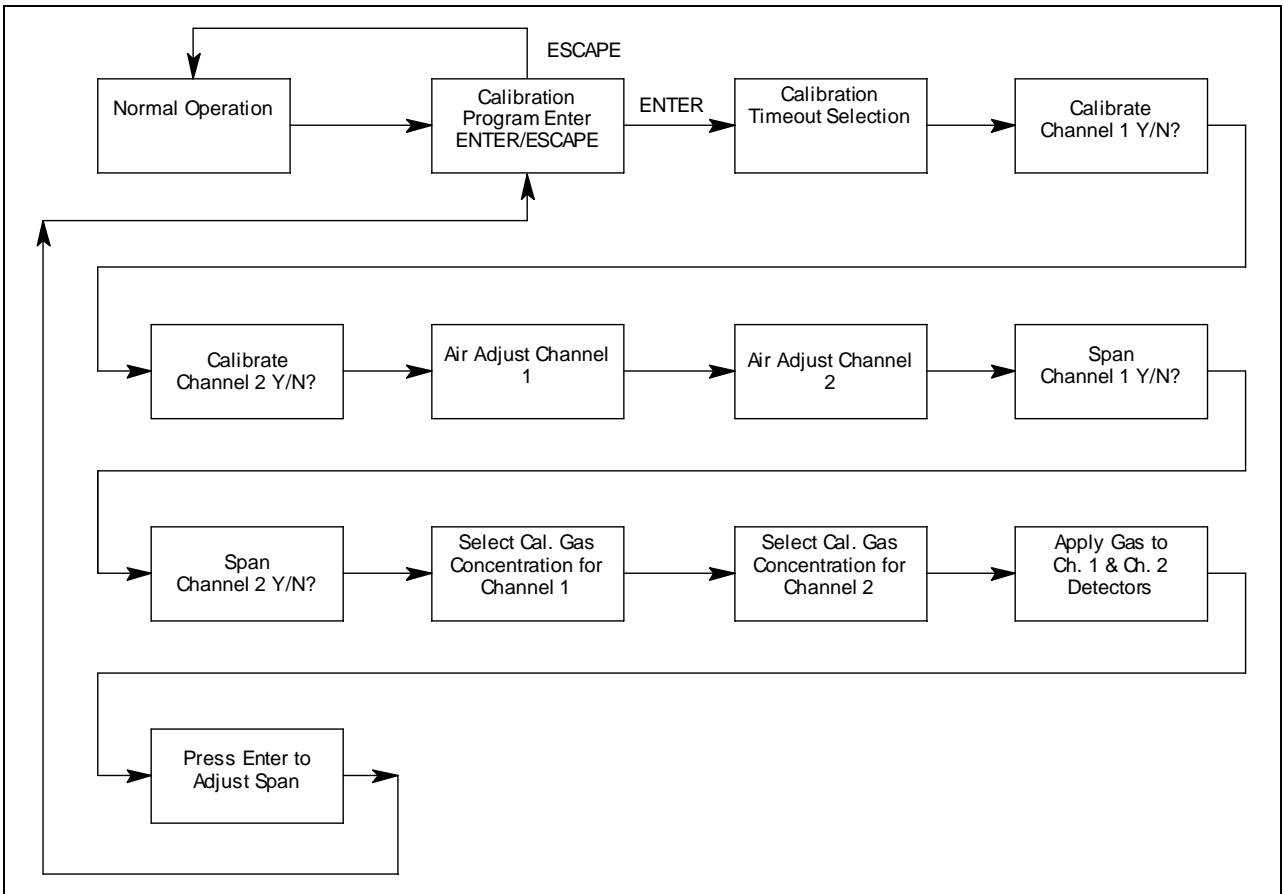 ESCAPE
Normal Operation
Calibration
Program Enter
ENTER/ESCAPE
ENTER
Calibration
Timeout Selection
Calibrate
Channel 1 Y/N?
Calibrate
Channel 2 Y/N?
Air Adjust Channel
1
Air Adjust Channel
2
Span
Channel 1 Y/N?
Span
Channel 2 Y/N?
Select Cal. Gas
Concentration for
Channel 1
Select Cal. Gas
Concentration for
Channel 2
Apply Gas to
Ch. 1 & Ch. 2
Detectors
Press Enter to
Adjust Span